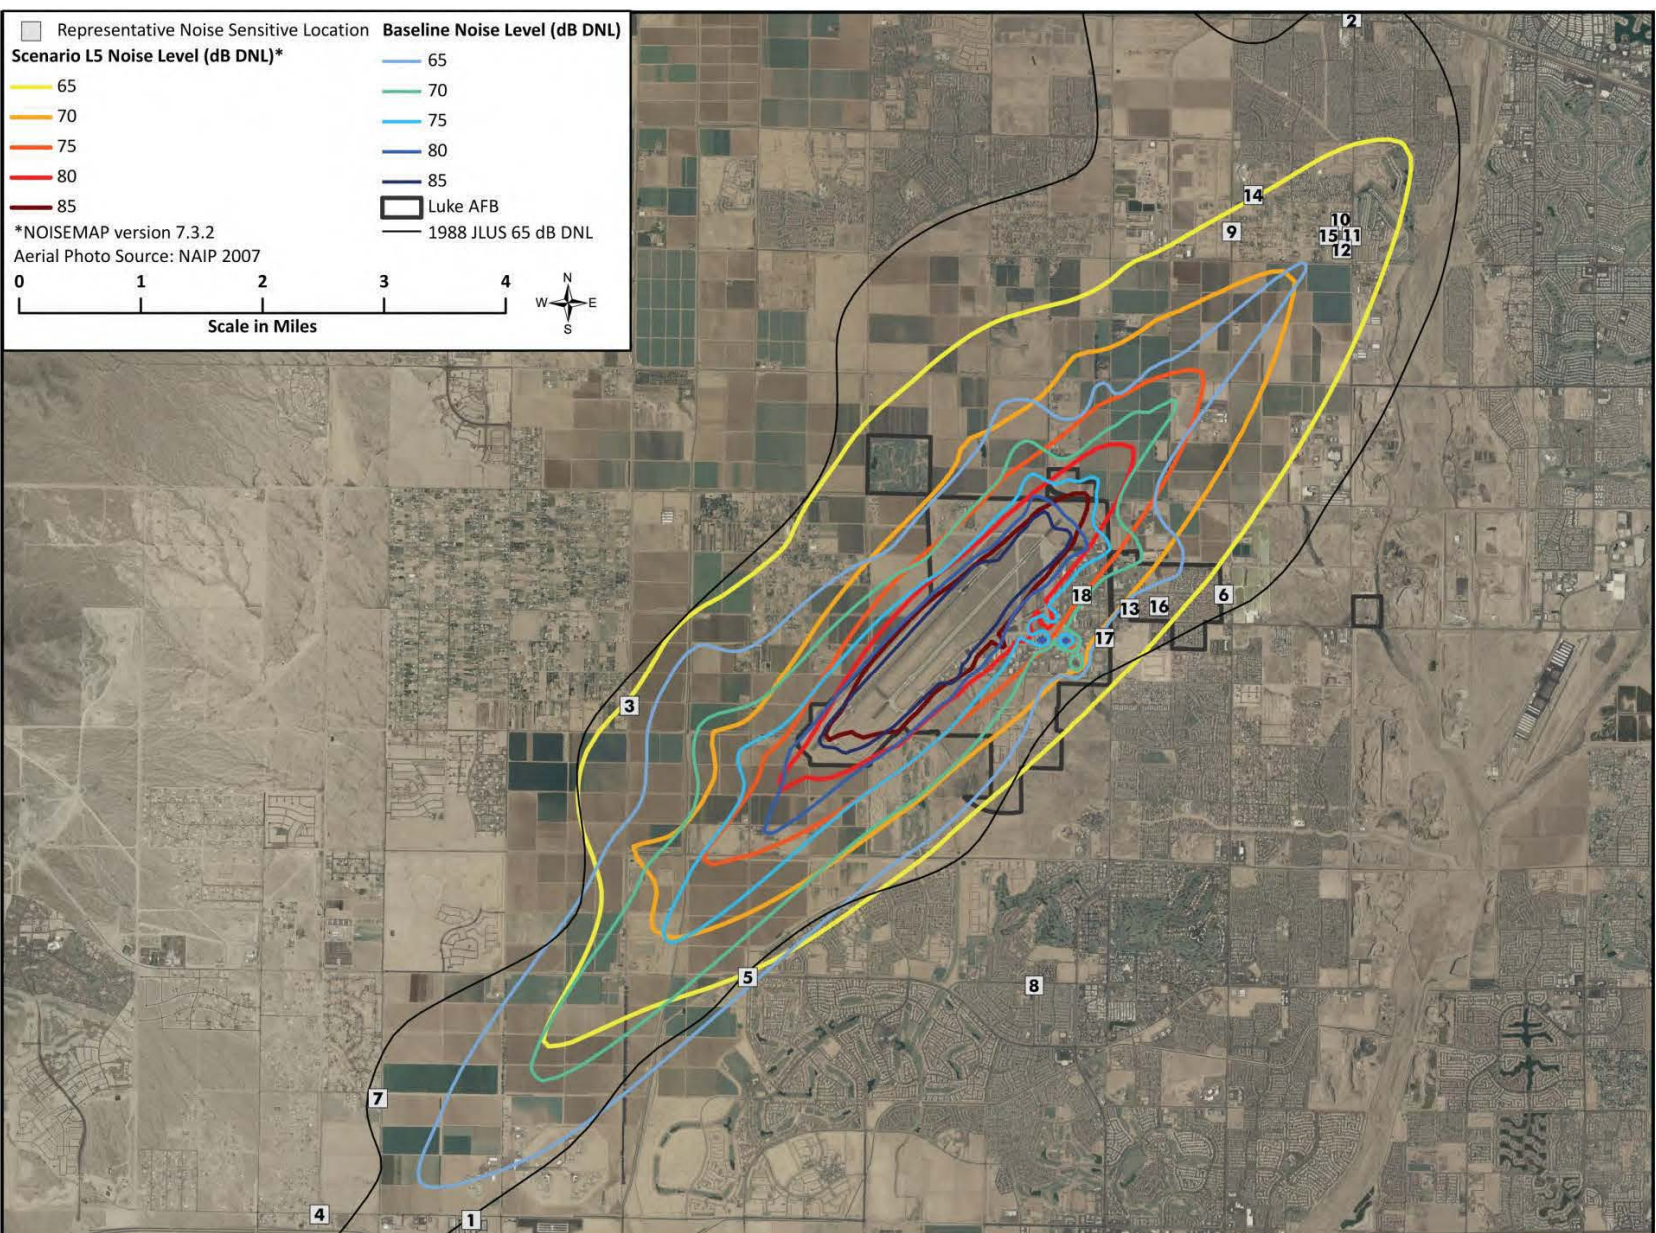 Representative Noise Sensitive Location
Scenario L5 Noise Level (dB DNL)*
65
70
75
80
85
*NOISEMAP version 7.3.2
Aerial Photo Source: NAIP 2007
Baseline Noise Level (dB DNL)
65
70
75
80
85
Luke AFB
1988 JLUS 65 dB DNL
0 1 2 3 4
Scale in Miles
N
W E
S
2
14
9
10
15 11
12
18
13 16
6
17
3
5
8
7
4
1